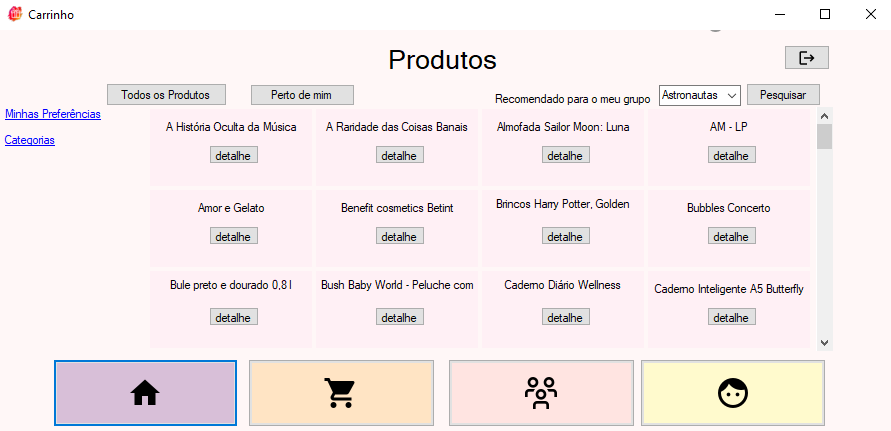 Carrinho
Produtos
Todos os Produtos
Perto de mim
Recomendado para o meu grupo
Astronautas
Pesquisar
Minhas Preferências
Categorias
A História Oculta da Música
A Raridade das Coisas Banais
Almofada Sailor Moon: Luna
AM - LP
detalhe
detalhe
detalhe
detalhe
Amor e Gelato
Benefit cosmetics Betint
Brincos Harry Potter, Golden
Bubbles Concerto
detalhe
detalhe
detalhe
detalhe
Bule preto e dourado 0,8 l
Bush Baby World - Peluche com
Caderno Diário Wellness
Caderno Inteligente A5 Butterfly
detalhe
detalhe
detalhe
detalhe